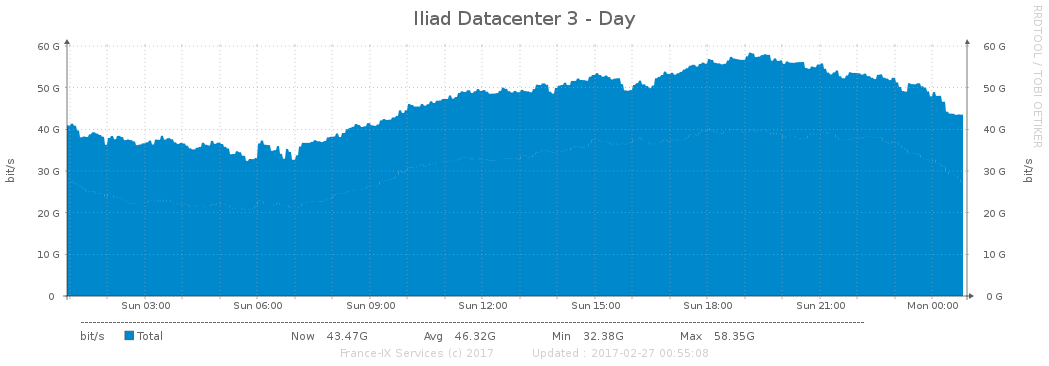 Iliad Datacenter 3 - Day
RRDTOOL / TOBI OETIKER
60 G 60 G
50 G 50 G
40 G 40 G
30 G 30 G
20 G 20 G
10 G 10 G
0 0 G
bit/s bit/s
Sun 03:00 Sun 06:00 Sun 09:00 Sun 12:00 Sun 15:00 Sun 18:00 Sun 21:00 Mon 00:00
bit/s Total Now 43.47G Avg 46.32G Min 32.38G Max 58.35G
France-IX Services (c) 2017 Updated : 2017-02-27 00:55:08